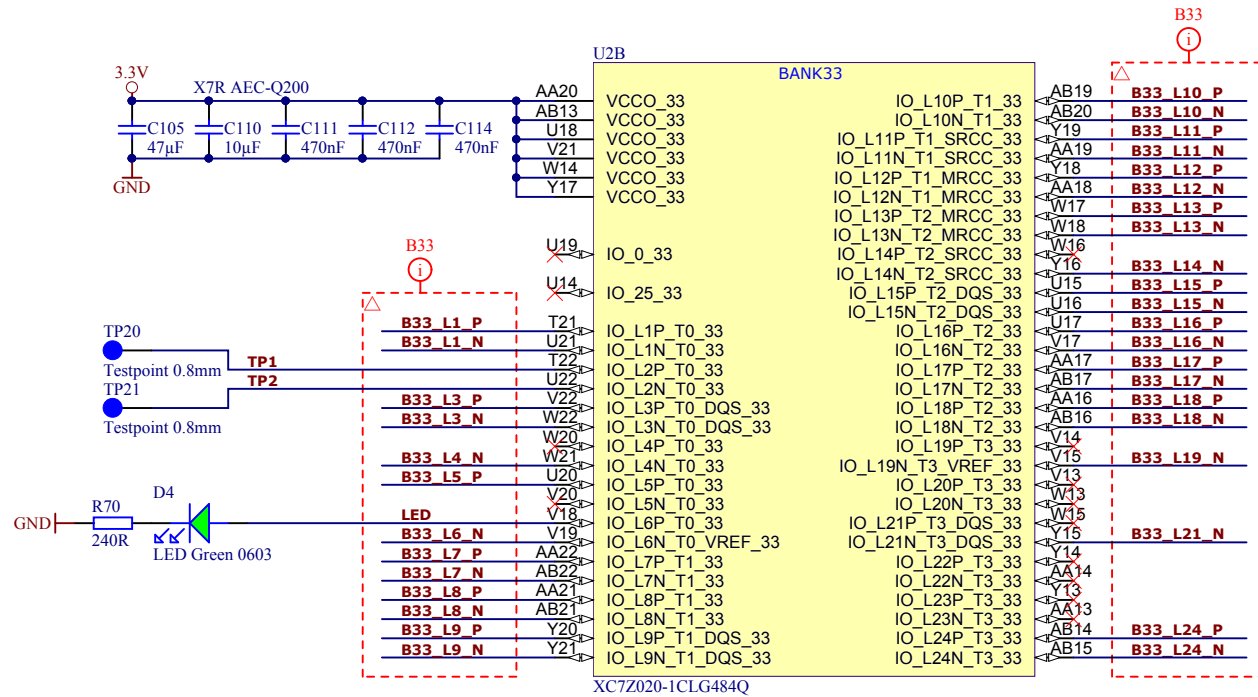 B33
i
U2B
BANK33
3.3V
X7R AEC-Q200
C105
47µF
C110
10µF
C111
470nF
C112
470nF
C114
470nF
GND
AA20 VCCO_33
AB13 VCCO_33
U18 VCCO_33
V21 VCCO_33
W14 VCCO_33
Y17 VCCO_33
U19 IO_0_33
U14 IO_25_33
B33
i
B33_L1_P T21 IO_L1P_T0_33
B33_L1_N U21 IO_L1N_T0_33
TP20
Testpoint 0.8mm
TP1 T22 IO_L2P_T0_33
TP21
Testpoint 0.8mm
TP2 U22 IO_L2N_T0_33
B33_L3_P V22 IO_L3P_T0_DQS_33
B33_L3_N W22 IO_L3N_T0_DQS_33
W20 IO_L4P_T0_33
B33_L4_N W21 IO_L4N_T0_33
B33_L5_P U20 IO_L5P_T0_33
V20 IO_L5N_T0_33
GND
R70
240R
D4
LED Green 0603
LED V18 IO_L6P_T0_33
B33_L6_N V19 IO_L6N_T0_VREF_33
B33_L7_P AA22 IO_L7P_T1_33
B33_L7_N AB22 IO_L7N_T1_33
B33_L8_P AA21 IO_L8P_T1_33
B33_L8_N AB21 IO_L8N_T1_33
B33_L9_P Y20 IO_L9P_T1_DQS_33
B33_L9_N Y21 IO_L9N_T1_DQS_33
IO_L10P_T1_33 AB19 B33_L10_P
IO_L10N_T1_33 AB20 B33_L10_N
IO_L11P_T1_SRCC_33 Y19 B33_L11_P
IO_L11N_T1_SRCC_33 AA19 B33_L11_N
IO_L12P_T1_MRCC_33 Y18 B33_L12_P
IO_L12N_T1_MRCC_33 AA18 B33_L12_N
IO_L13P_T2_MRCC_33 W17 B33_L13_P
IO_L13N_T2_MRCC_33 W18 B33_L13_N
IO_L14P_T2_SRCC_33 W16
IO_L14N_T2_SRCC_33 Y16 B33_L14_N
IO_L15P_T2_DQS_33 U15 B33_L15_P
IO_L15N_T2_DQS_33 U16 B33_L15_N
IO_L16P_T2_33 U17 B33_L16_P
IO_L16N_T2_33 V17 B33_L16_N
IO_L17P_T2_33 AA17 B33_L17_P
IO_L17N_T2_33 AB17 B33_L17_N
IO_L18P_T2_33 AA16 B33_L18_P
IO_L18N_T2_33 AB16 B33_L18_N
IO_L19P_T3_33 V14
IO_L19N_T3_VREF_33 V15 B33_L19_N
IO_L20P_T3_33 V13
IO_L20N_T3_33 W13
IO_L21P_T3_DQS_33 W15
IO_L21N_T3_DQS_33 Y15 B33_L21_N
IO_L22P_T3_33 Y14
IO_L22N_T3_33 AA14
IO_L23P_T3_33 Y13
IO_L23N_T3_33 AA13
IO_L24P_T3_33 AB14 B33_L24_P
IO_L24N_T3_33 AB15 B33_L24_N
XC7Z020-1CLG484Q